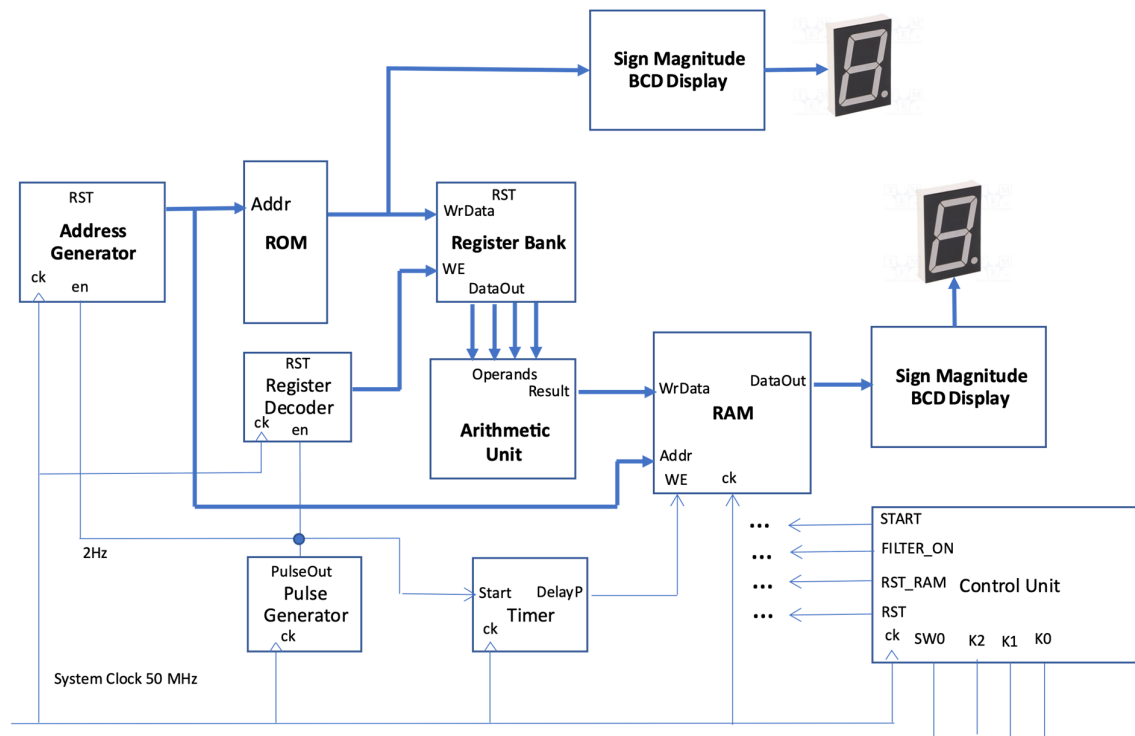 Sign Magnitude
BCD Display
RST
Address
Generator
ck
en
Addr
ROM
RST
WrData
Register Bank
WE
DataOut
RST
Register
Decoder
ck
en
Operands
Result
Arithmetic
Unit
WrData
DataOut
RAM
Addr
WE
ck
Sign Magnitude
BCD Display
2Hz
PulseOut
Pulse
Generator
ck
Start
DelayP
Timer
ck
...
START
...
FILTER_ON
...
RST_RAM
Control Unit
...
RST
ck
SW0
K2
K1
K0
System Clock 50 MHz